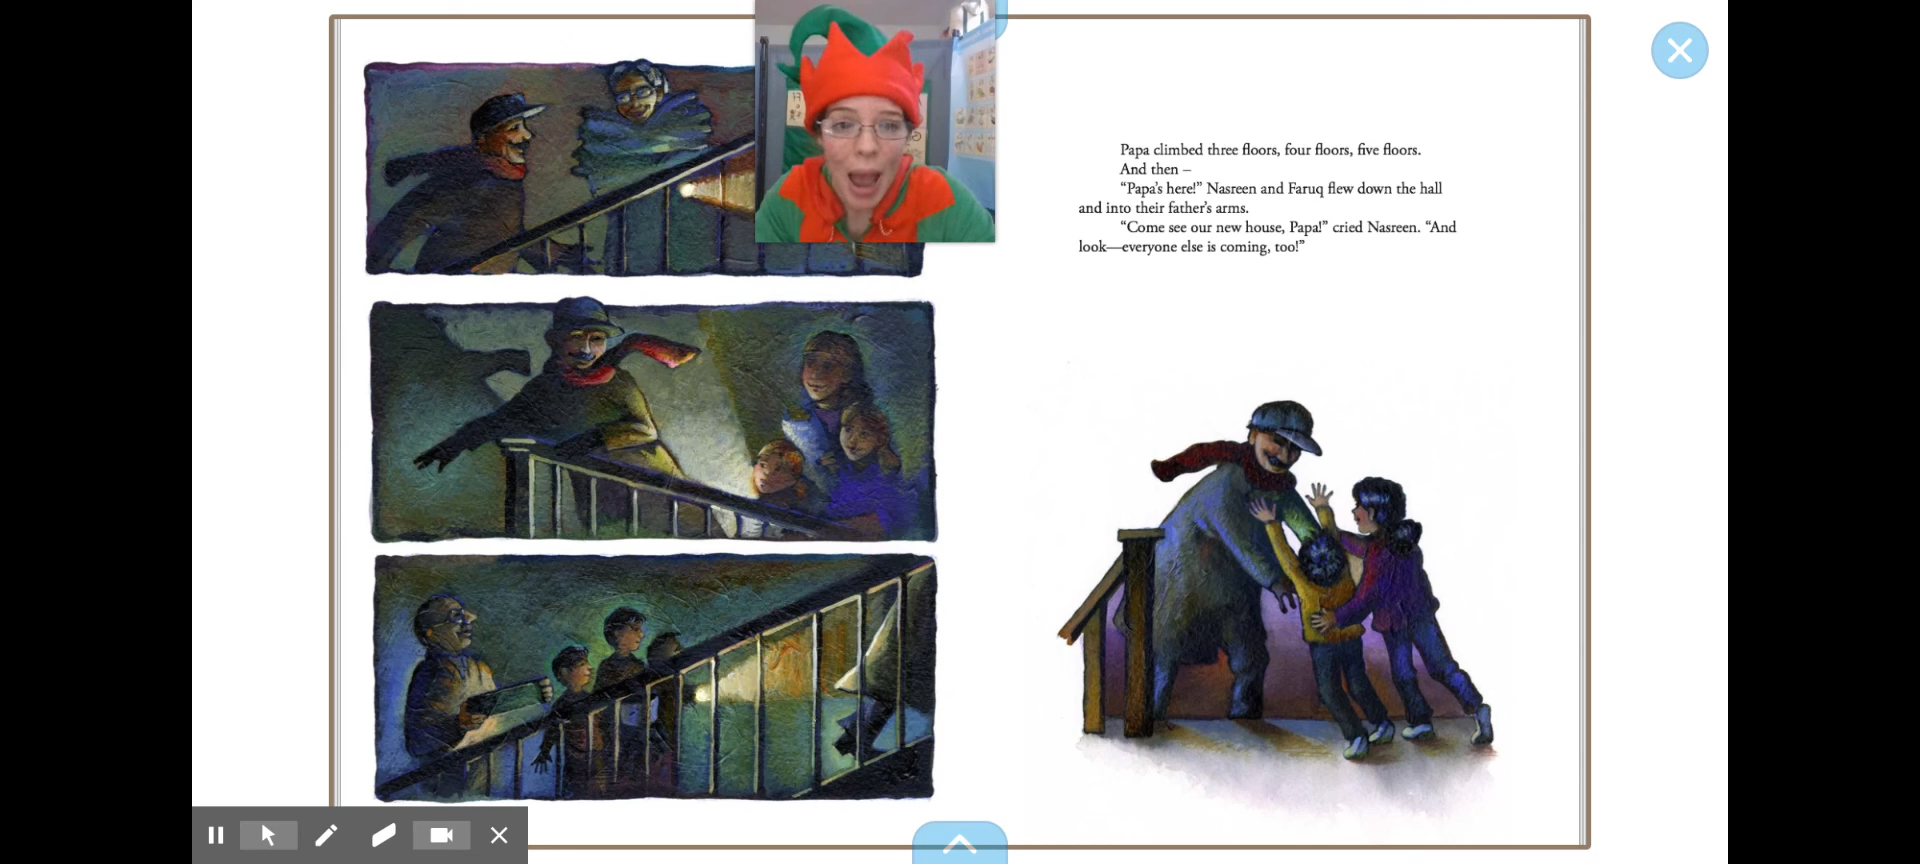 Papa climbed three floors, four floors, five floors.
And then –
“Papa’s here!” Nasreen and Faruq flew down the hall
and into their father’s arms.
“Come see our new house, Papa!” cried Nasreen. “And
look—everyone else is coming, too!”